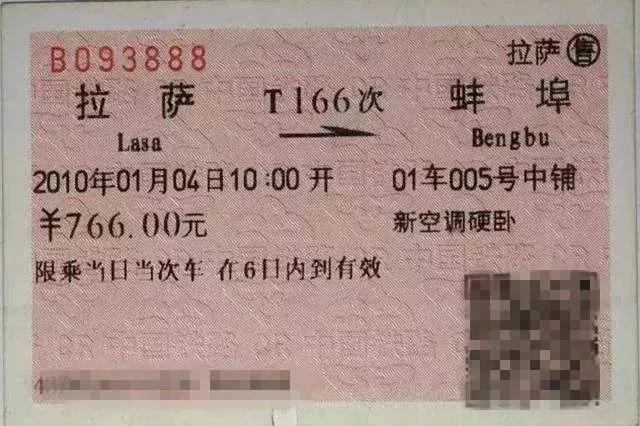 B093888
拉萨 售
拉萨 T166次 蚌埠
Lasa Bengbu
2010年01月04日10:00开 01车005号中铺
￥766.00元 新空调硬卧
限乘当日当次车 在6日内到有效